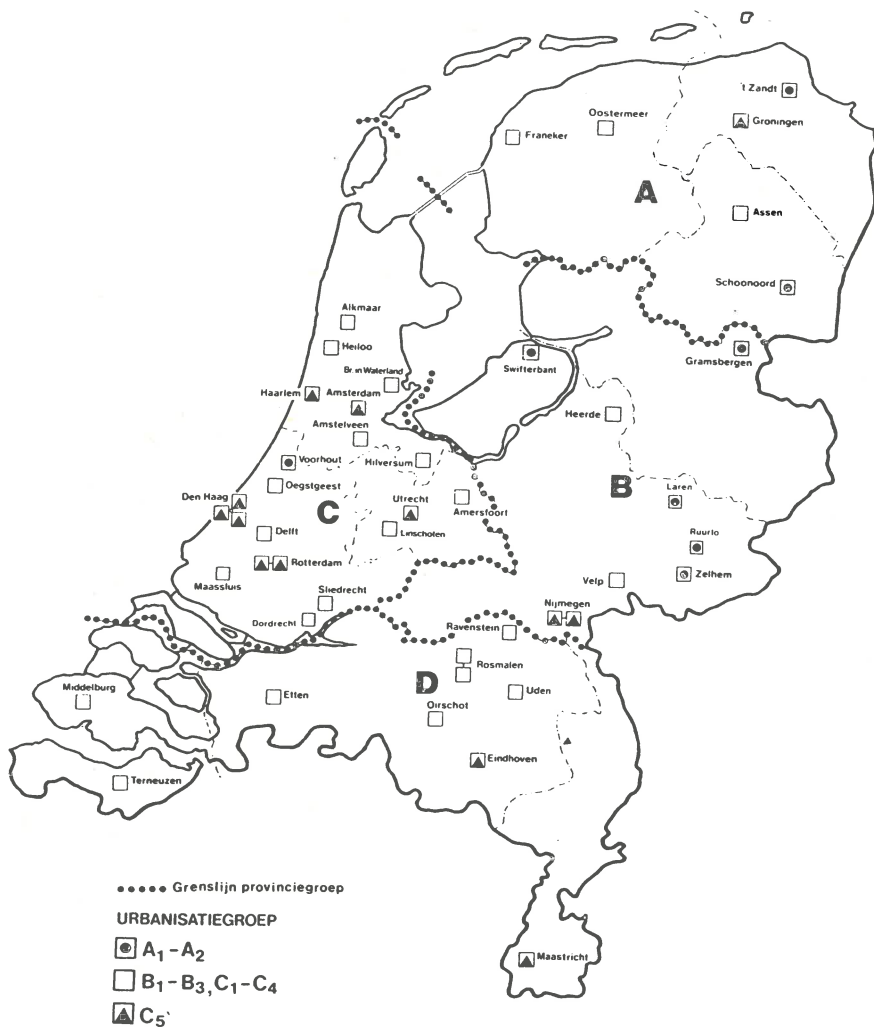 't Zandt
Oostermeer
Groningen
Franeker
A
Assen
Schoonoord
Alkmaar
Heiloo
Gramsbergen
Swifterbant
Br. in Waterland
Haarlem
Amsterdam
Heerde
Amstelveen
Voorhout
Hilversum
B
Laren
Oegstgeest
Den Haag
Utrecht
C
Amersfoort
Delft
Linschoten
Ruurlo
Rotterdam
Zelhem
Maassluis
Velp
Sliedrecht
Nijmegen
Dordrecht
Ravenstein
Rosmalen
D
Middelburg
Etten
Uden
Oirschot
Eindhoven
Terneuzen
Grenslijn provinciegroep
URBANISATIEGROEP
A1-A2
B1-B3, C1-C4
Maastricht
C5